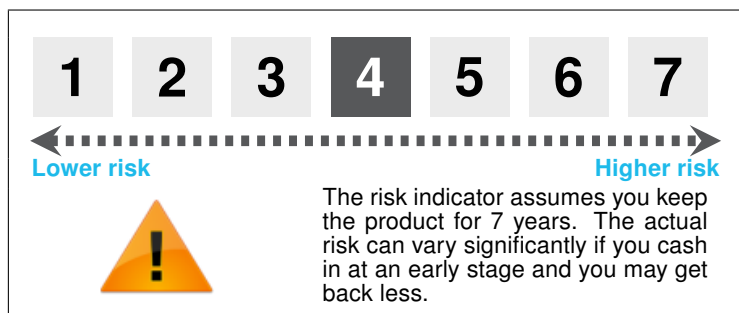 1 2 3 4 5 6 7
Lower risk Higher risk
The risk indicator assumes you keep
the product for 7 years. The actual
risk can vary significantly if you cash
in at an early stage and you may get
back less.